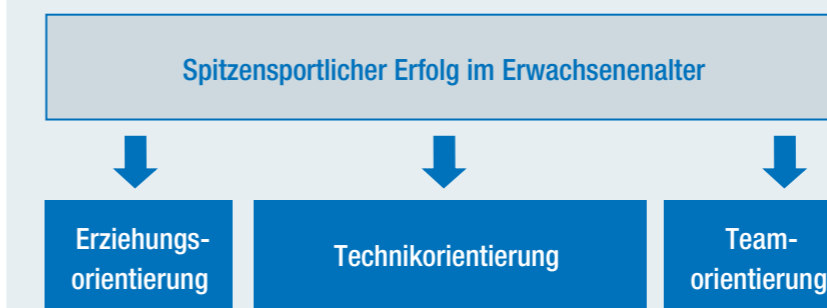 Spitzensportlicher Erfolg im Erwachsenenalter
Erziehungs-
orientierung
Technikorientierung
Team-
orientierung